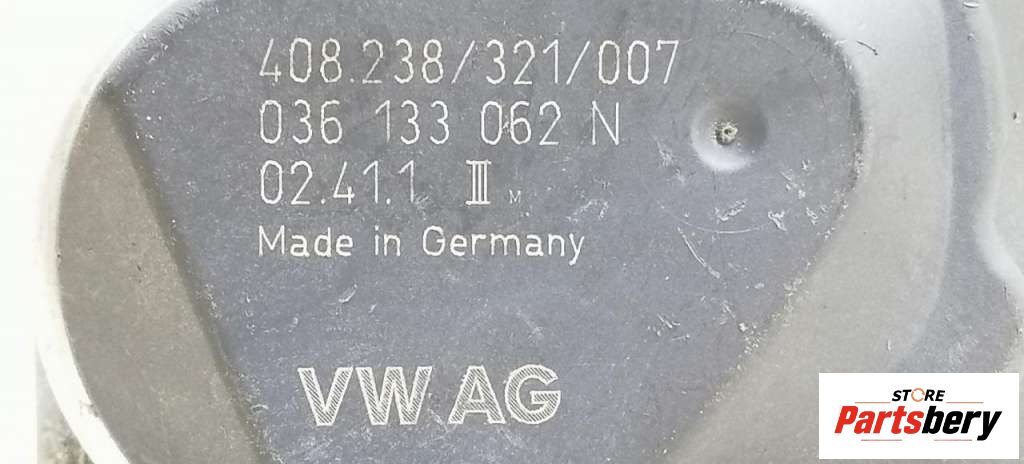 408.238/321/007
036 133 062 N
02.41.1 III M
Made in Germany
VW AG
STORE
Partsbery